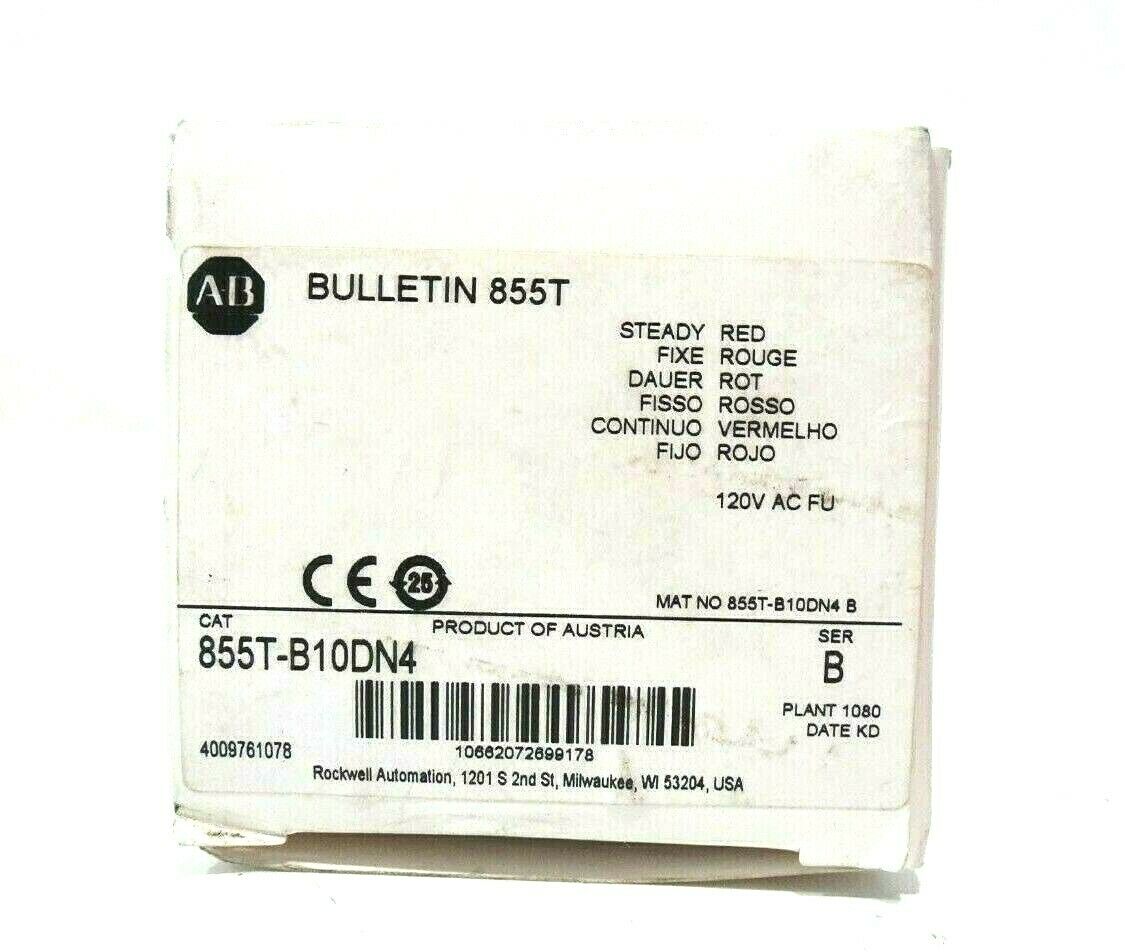 AB
BULLETIN 855T
STEADY RED
FIXE ROUGE
DAUER ROT
FISSO ROSSO
CONTINUO VERMELHO
FIJO ROJO
120V AC FU
CE 25
MAT NO 855T-B10DN4 B
CAT
PRODUCT OF AUSTRIA
SER
855T-B10DN4
B
PLANT 1080
DATE KD
4009761078
10662072699178
Rockwell Automation, 1201 S 2nd St, Milwaukee, WI 53204, USA